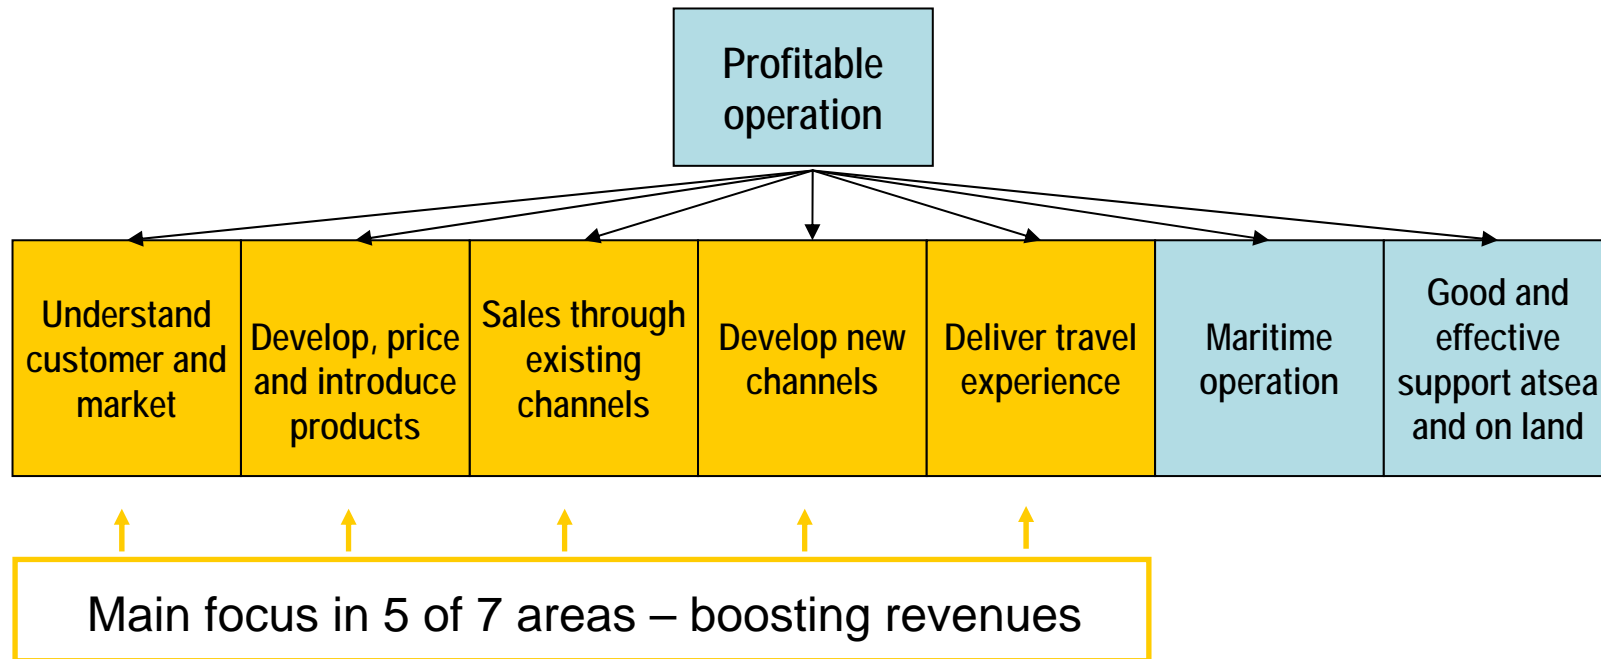 Profitable
operation
Understand
customer and
market
Develop, price
and introduce
products
Sales through
existing
channels
Develop new
channels
Deliver travel
experience
Maritime
operation
Good and
effective
support atsea
and on land
Main focus in 5 of 7 areas – boosting revenues